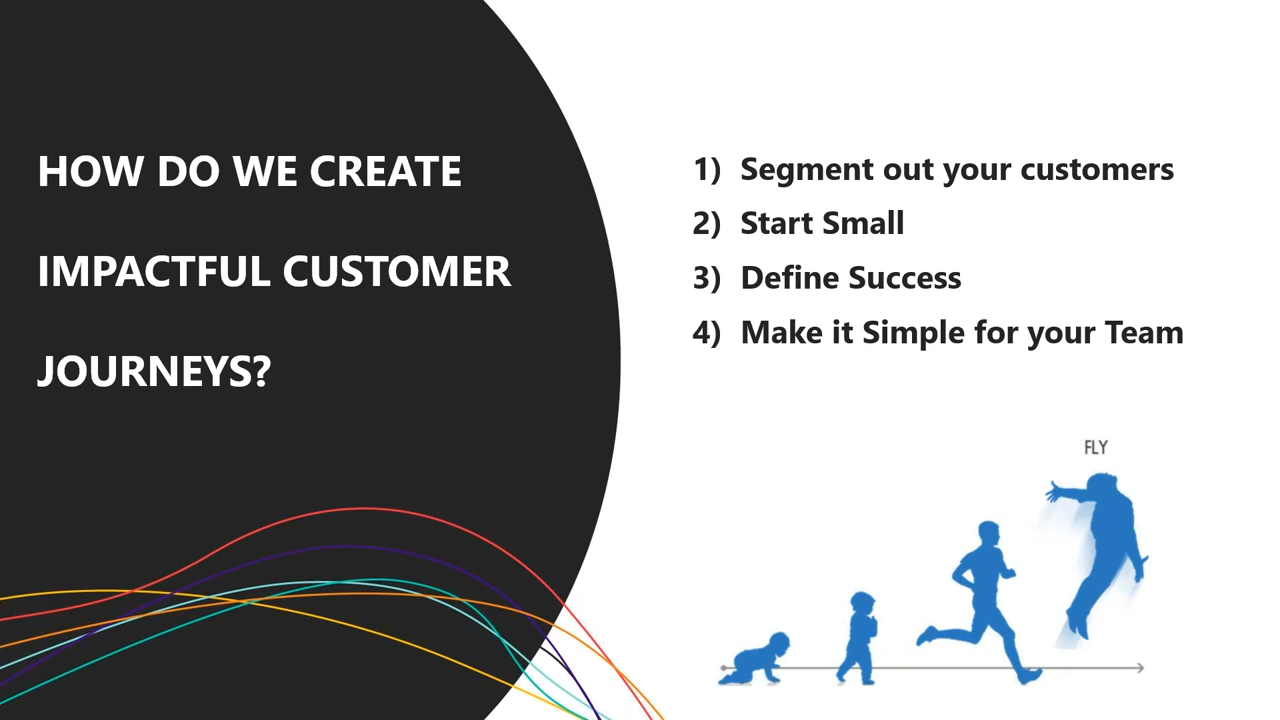 HOW DO WE CREATE
IMPACTFUL CUSTOMER
JOURNEYS?
1) Segment out your customers
2) Start Small
3) Define Success
4) Make it Simple for your Team
FLY